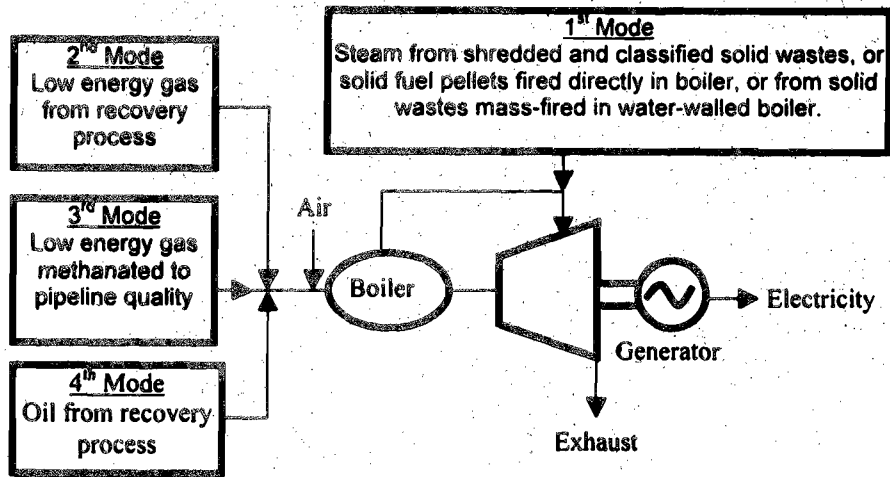 2nd Mode
Low energy gas
from recovery
process
1st Mode
Steam from shredded and classified solid wastes, or
solid fuel pellets fired directly in boiler, or from solid
wastes mass-fired in water-walled boiler.
3rd Mode
Low energy gas
methanated to
pipeline quality
Air
Boiler
Electricity
Generator
4th Mode
Oil from recovery
process
Exhaust